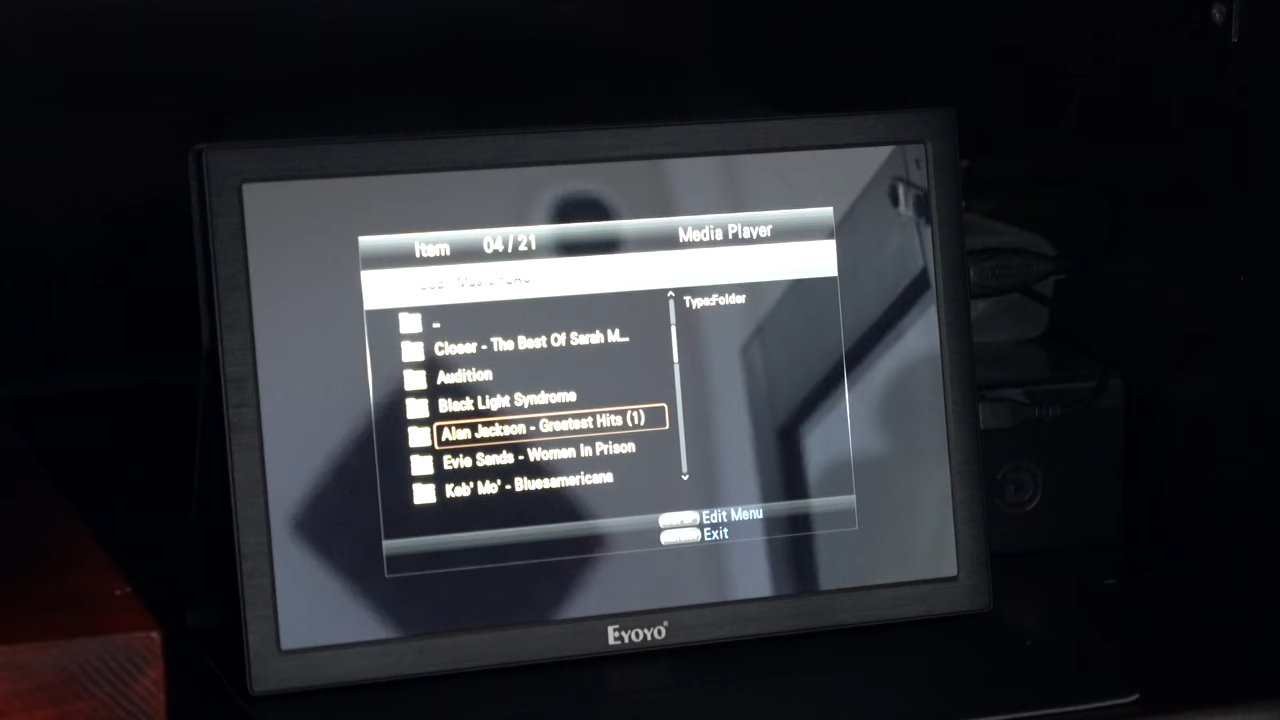 Item 04/21 Media Player
Type:Folder
..
Closer - The Best Of Sarah M...
Audition
Black Light Syndrome
Alan Jackson - Greatest Hits (1)
Evie Sands - Women In Prison
Keb' Mo' - Bluesamericana
Edit Menu
Exit
EYOYO®